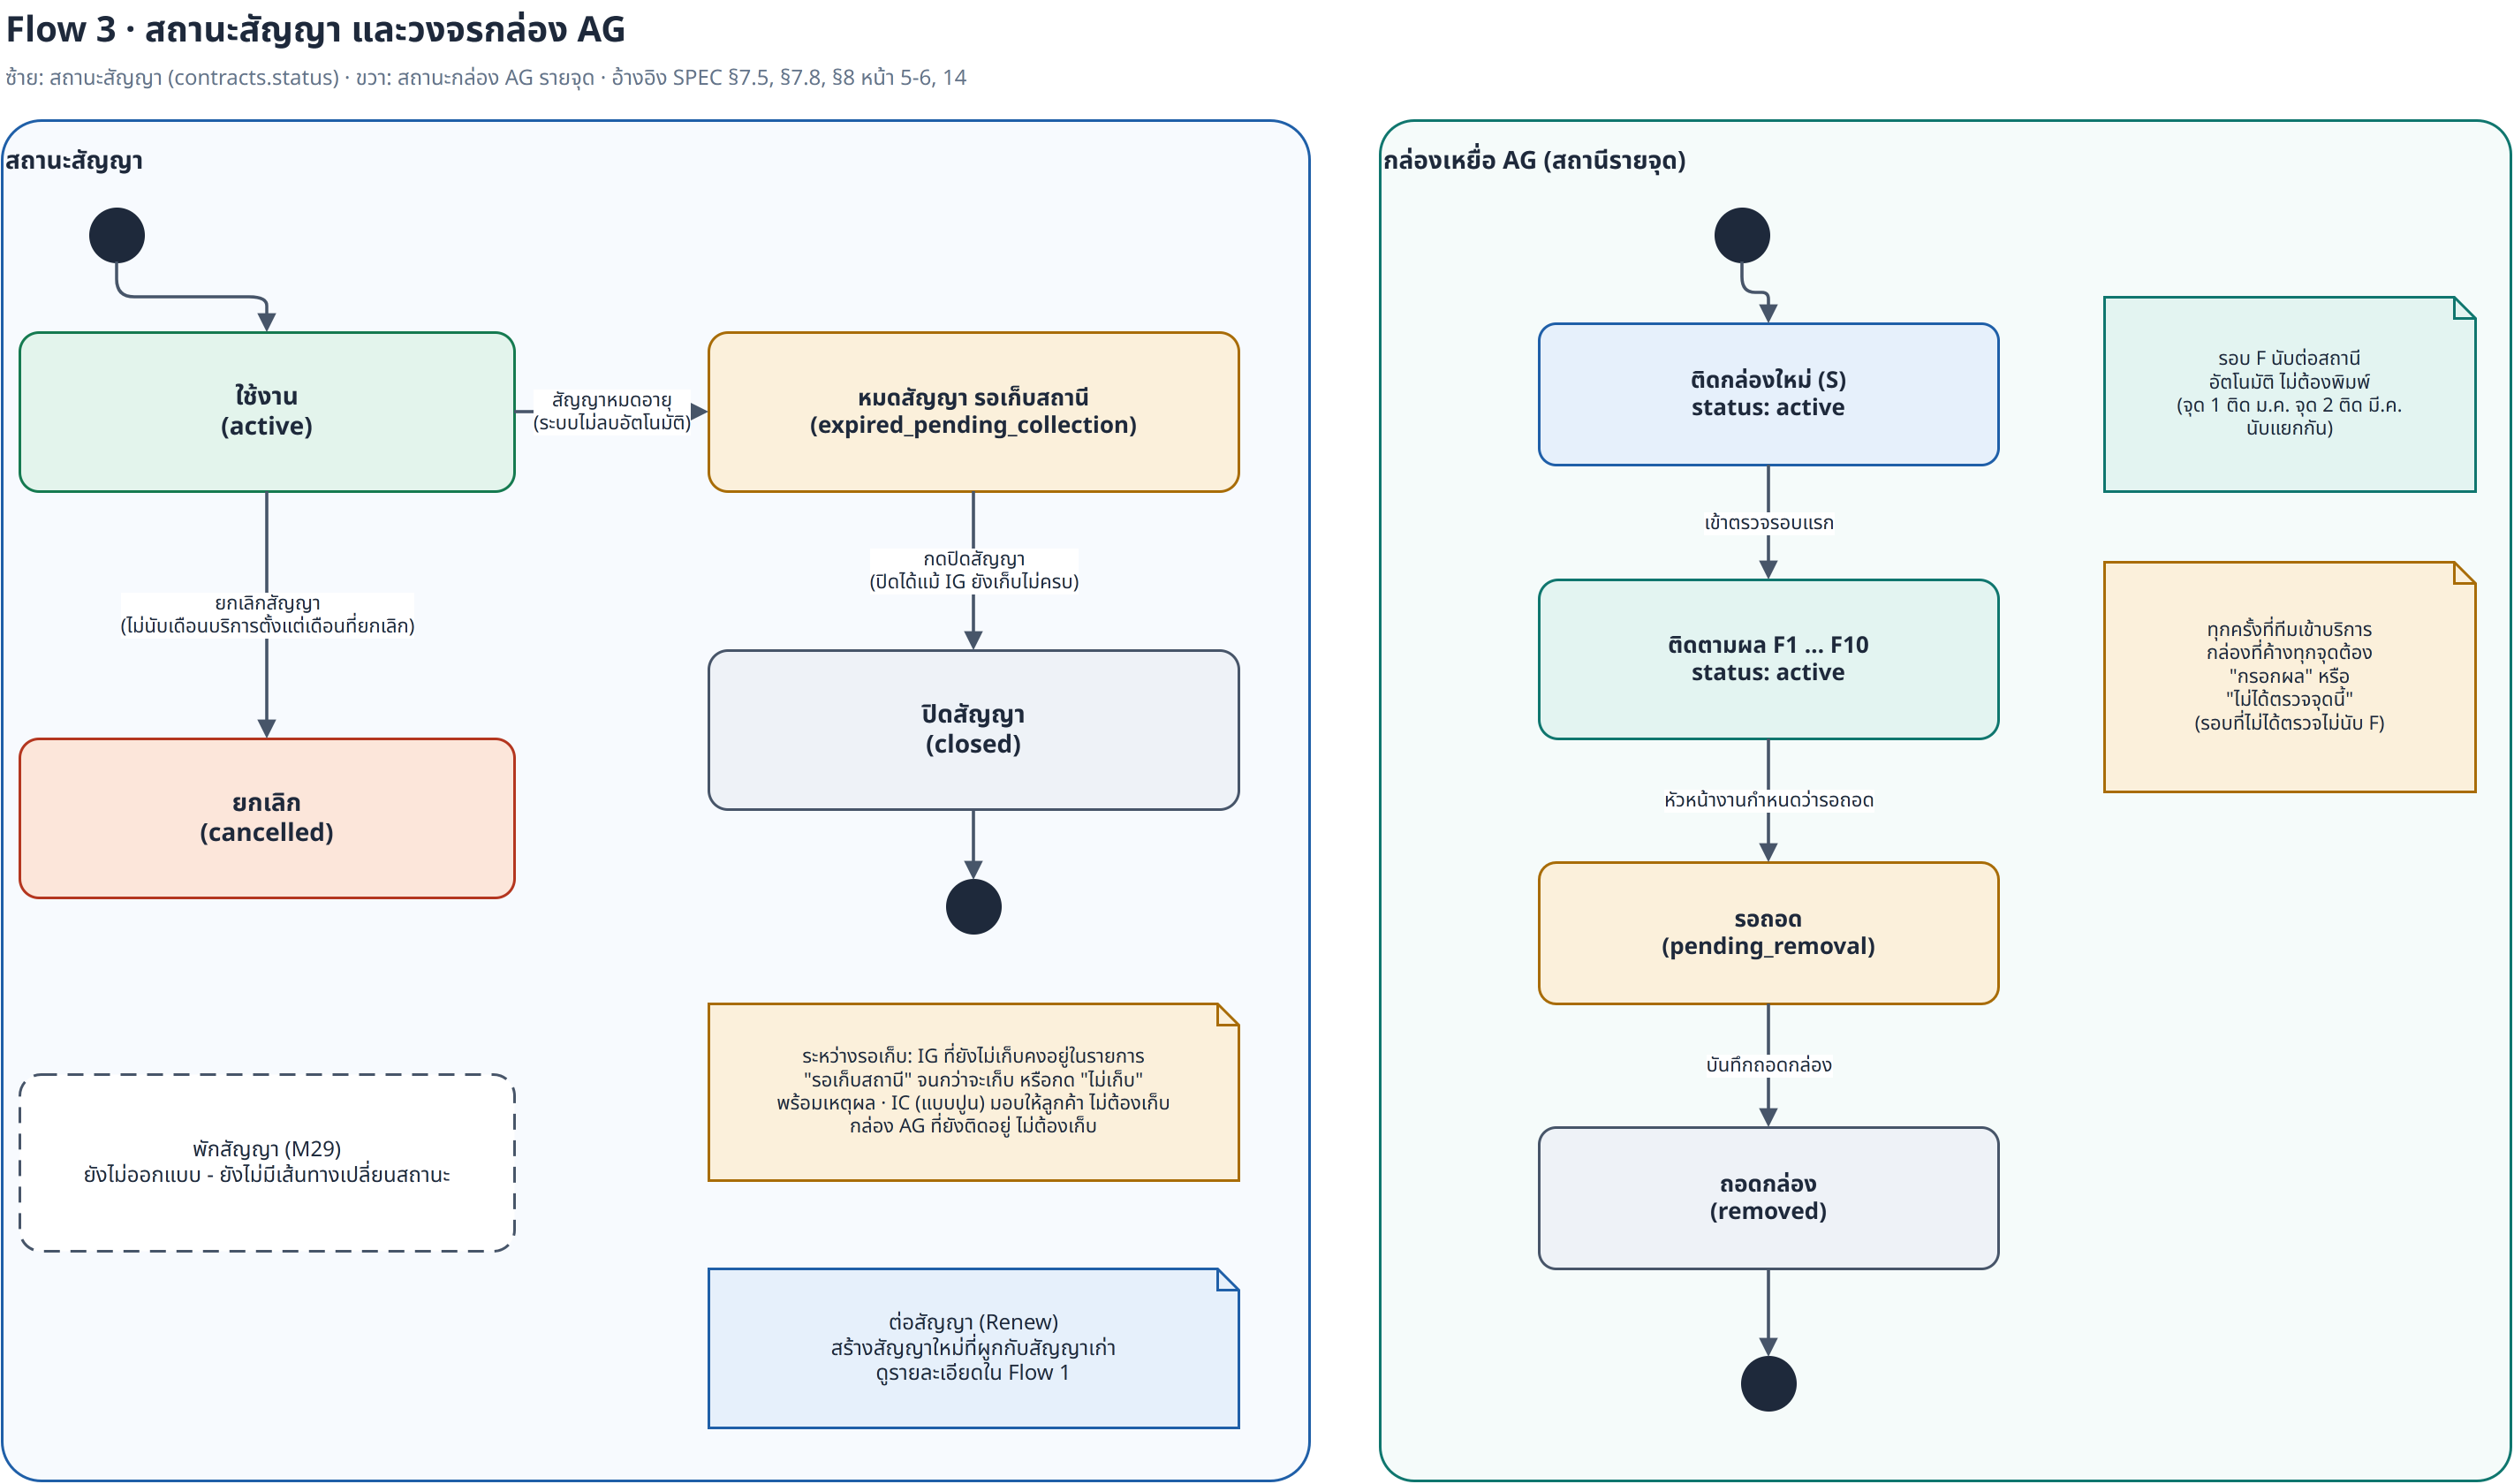 Flow 3 · สถานะสัญญา และวงจรกล่อง AG
ซ้าย: สถานะสัญญา (contracts.status) · ขวา: สถานะกล่อง AG รายจุด · อ้างอิง SPEC §7.5, §7.8, §8 หน้า 5-6, 14
สถานะสัญญา
ใช้งาน
(active)
สัญญาหมดอายุ
(ระบบไม่ลบอัตโนมัติ)
หมดสัญญา รอเก็บสถานี
(expired_pending_collection)
ยกเลิกสัญญา
(ไม่นับเดือนบริการตั้งแต่เดือนที่ยกเลิก)
กดปิดสัญญา
(ปิดได้แม้ IG ยังเก็บไม่ครบ)
ยกเลิก
(cancelled)
ปิดสัญญา
(closed)
พักสัญญา (M29)
ยังไม่ออกแบบ - ยังไม่มีเส้นทางเปลี่ยนสถานะ
ระหว่างรอเก็บ: IG ที่ยังไม่เก็บคงอยู่ในรายการ
"รอเก็บสถานี" จนกว่าจะเก็บ หรือกด "ไม่เก็บ"
พร้อมเหตุผล · IC (แบบปูน) มอบให้ลูกค้า ไม่ต้องเก็บ
กล่อง AG ที่ยังติดอยู่ ไม่ต้องเก็บ
ต่อสัญญา (Renew)
สร้างสัญญาใหม่ที่ผูกกับสัญญาเก่า
ดูรายละเอียดใน Flow 1
กล่องเหยื่อ AG (สถานีรายจุด)
ติดกล่องใหม่ (S)
status: active
เข้าตรวจรอบแรก
ติดตามผล F1 ... F10
status: active
หัวหน้างานกำหนดว่ารอถอด
รอถอด
(pending_removal)
บันทึกถอดกล่อง
ถอดกล่อง
(removed)
รอบ F นับต่อสถานี
อัตโนมัติ ไม่ต้องพิมพ์
(จุด 1 ติด ม.ค. จุด 2 ติด มี.ค.
นับแยกกัน)
ทุกครั้งที่ทีมเข้าบริการ
กล่องที่ค้างทุกจุดต้อง
"กรอกผล" หรือ
"ไม่ได้ตรวจจุดนี้"
(รอบที่ไม่ได้ตรวจไม่นับ F)